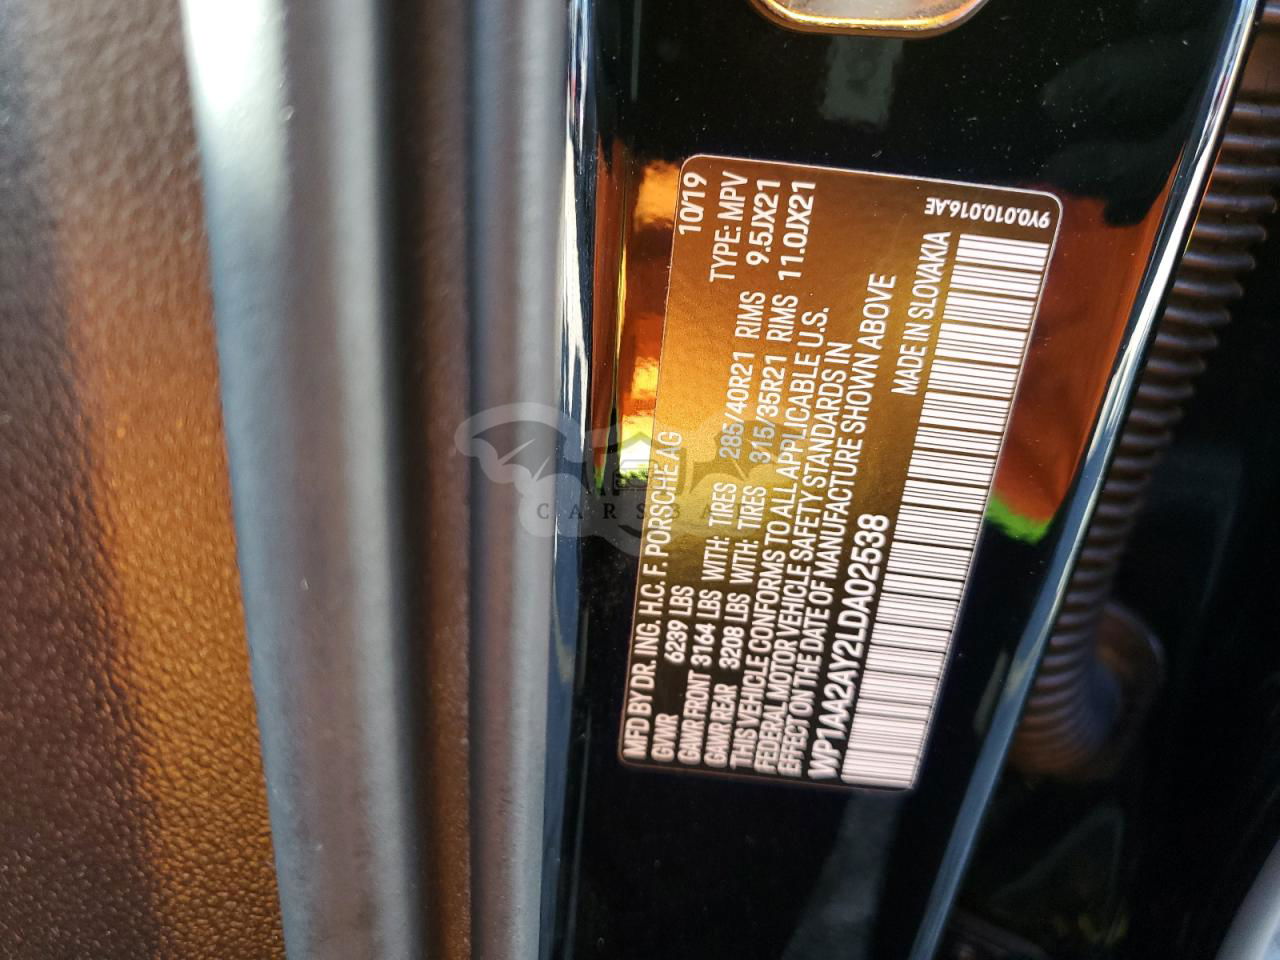 MFD BY DR. ING. H.C. F. PORSCHE AG 10/19
GVWR 6239 LBS TYPE: MPV
GAWR FRONT 3164 LBS WITH: TIRES 285/40R21 RIMS 9.5JX21
GAWR REAR 3208 LBS WITH: TIRES 315/35R21 RIMS 11.0JX21
THIS VEHICLE CONFORMS TO ALL APPLICABLE U.S.
FEDERAL MOTOR VEHICLE SAFETY STANDARDS IN
EFFECT ON THE DATE OF MANUFACTURE SHOWN ABOVE
WP1AA2AY2LDA02538 MADE IN SLOVAKIA
9Y0.010.016.AE